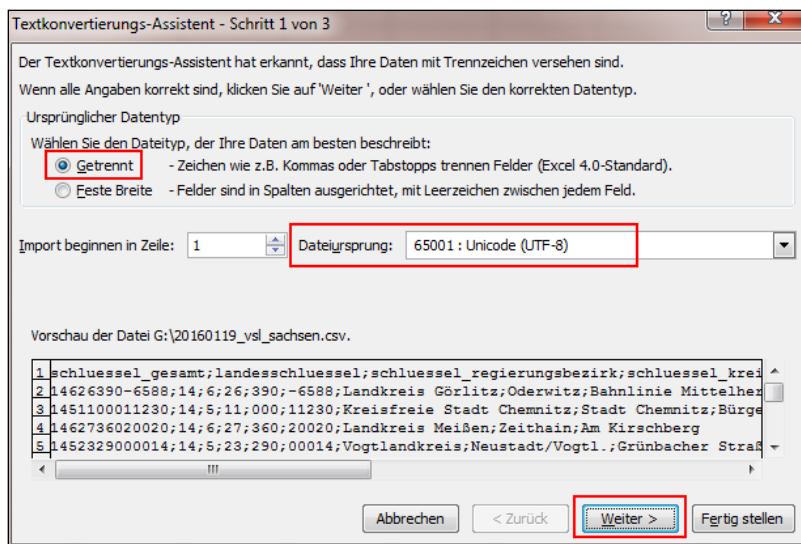 Textkonvertierungs-Assistent - Schritt 1 von 3
Der Textkonvertierungs-Assistent hat erkannt, dass Ihre Daten mit Trennzeichen versehen sind.
Wenn alle Angaben korrekt sind, klicken Sie auf 'Weiter ', oder wählen Sie den korrekten Datentyp.
Ursprünglicher Datentyp
Wählen Sie den Dateityp, der Ihre Daten am besten beschreibt:
Getrennt - Zeichen wie z.B. Kommas oder Tabstopps trennen Felder (Excel 4.0-Standard).
Feste Breite - Felder sind in Spalten ausgerichtet, mit Leerzeichen zwischen jedem Feld.
Import beginnen in Zeile: 1 Dateiursprung: 65001 : Unicode (UTF-8)
Vorschau der Datei G:\20160119_vsl_sachsen.csv.
1 schluessel_gesamt;landesschluessel;schluessel_regierungsbezirk;schluessel_krei
2 14626390-6588;14;6;26;390;-6588;Landkreis Görlitz;Oderwitz;Bahnlinie Mittelher
3 1451100011230;14;5;11;000;11230;Kreisfreie Stadt Chemnitz;Stadt Chemnitz;Bürge
4 1462736020020;14;6;27;360;20020;Landkreis Meißen;Zeithain;Am Kirschberg
5 1452329000014;14;5;23;290;00014;Vogtlandkreis;Neustadt/Vogtl.;Grünbacher Straß
Abbrechen < Zurück Weiter > Fertig stellen